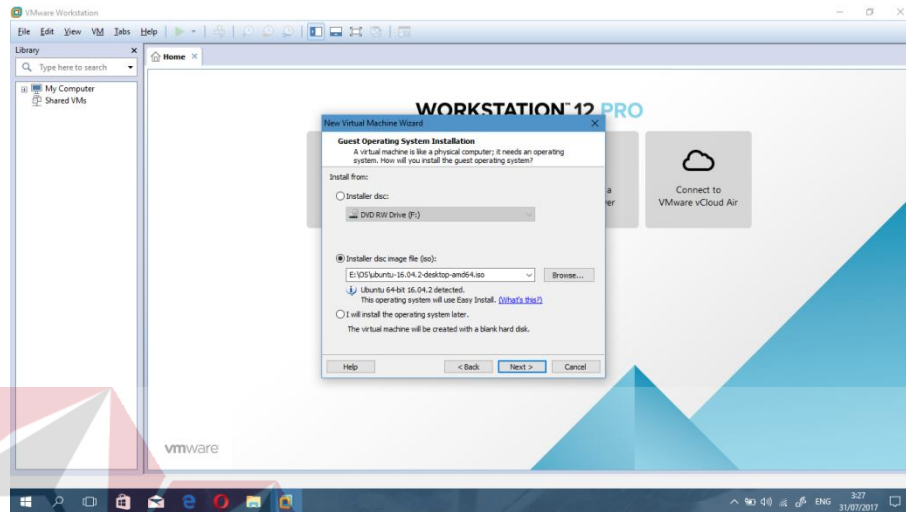 VMware Workstation
File Edit View VM Tabs Help
Library
Home
Type here to search
My Computer
Shared VMs
WORKSTATION™ 12 PRO
New Virtual Machine Wizard
Guest Operating System Installation
A virtual machine is like a physical computer; it needs an operating
system. How will you install the guest operating system?
Install from:
Installer disc:
DVD RW Drive (F:)
Installer disc image file (iso):
E:\OS\ubuntu-16.04.2-desktop-amd64.iso
Browse...
Ubuntu 64-bit 16.04.2 detected.
This operating system will use Easy Install. (What's this?)
I will install the operating system later.
The virtual machine will be created with a blank hard disk.
Help < Back Next > Cancel
a
er
Connect to
VMware vCloud Air
vmware
ENG
3:27
31/07/2017